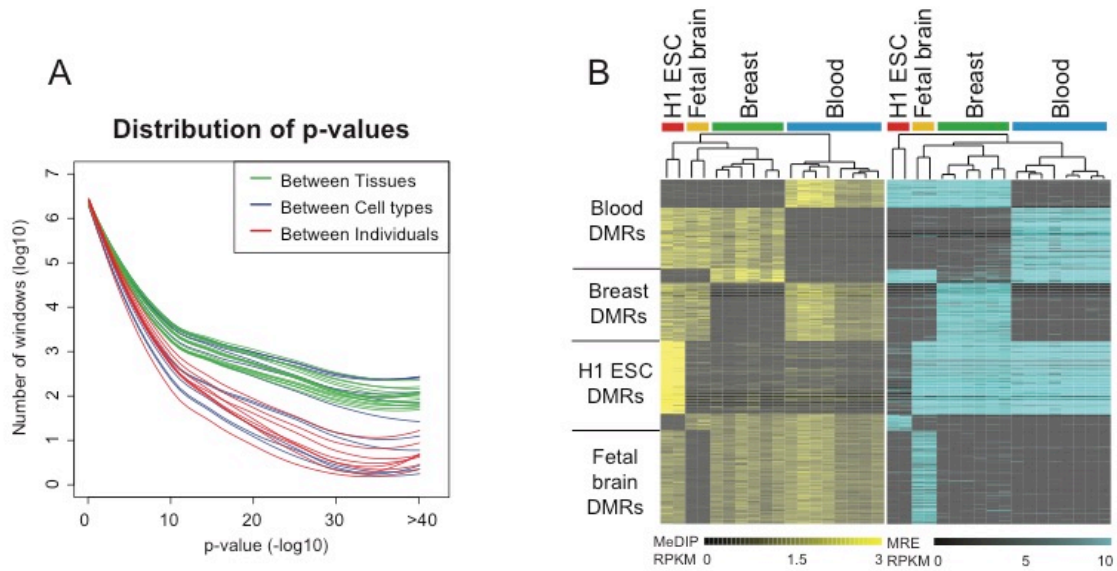 A
Distribution of p-values
Between Tissues
Between Cell types
Between Individuals
Number of windows (log10)
7
6
5
4
3
2
1
0
0 10 20 30 >40
p-value (-log10)
B
H1 ESC Fetal brain Breast Blood H1 ESC Fetal brain Breast Blood
Blood
DMRs
Breast
DMRs
H1 ESC
DMRs
Fetal
brain
DMRs
MeDIP
RPKM 0 1.5 3
MRE
RPKM 0 5 10